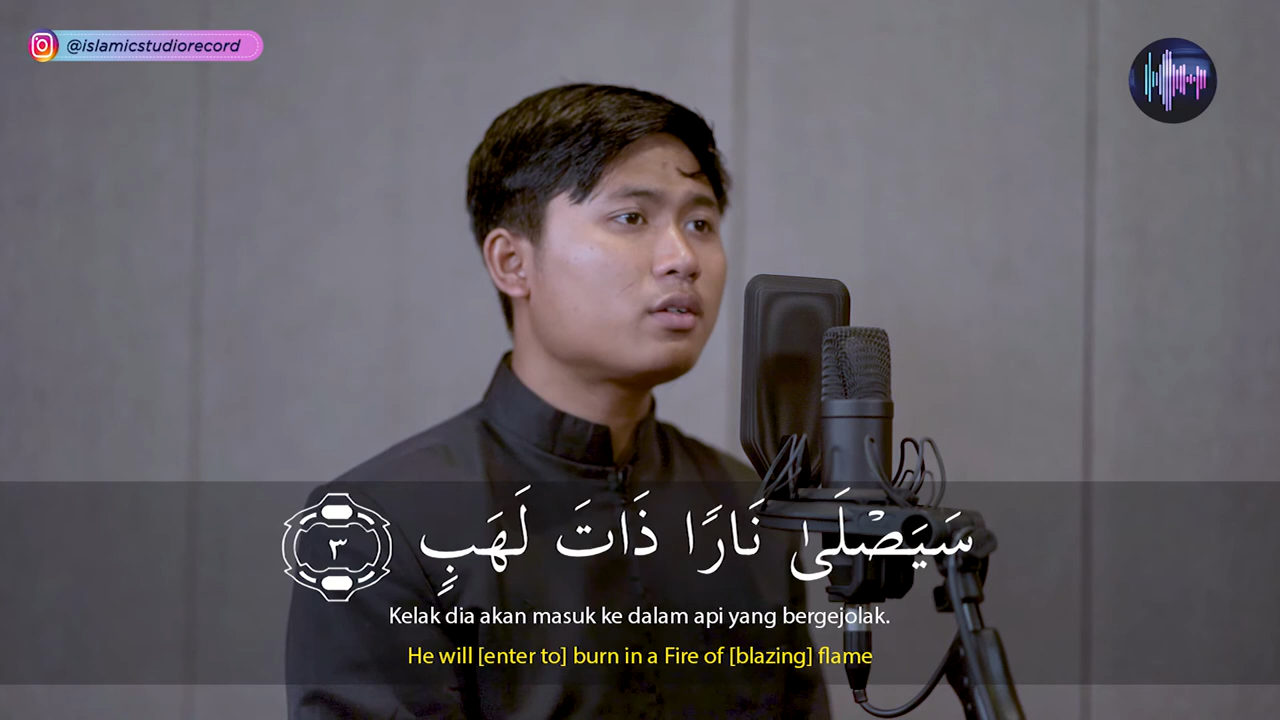 @islamicstudiorecord
سَيَصْلَىٰ نَارًا ذَاتَ لَهَبٍ ٣
Kelak dia akan masuk ke dalam api yang bergejolak.
He will [enter to] burn in a Fire of [blazing] flame